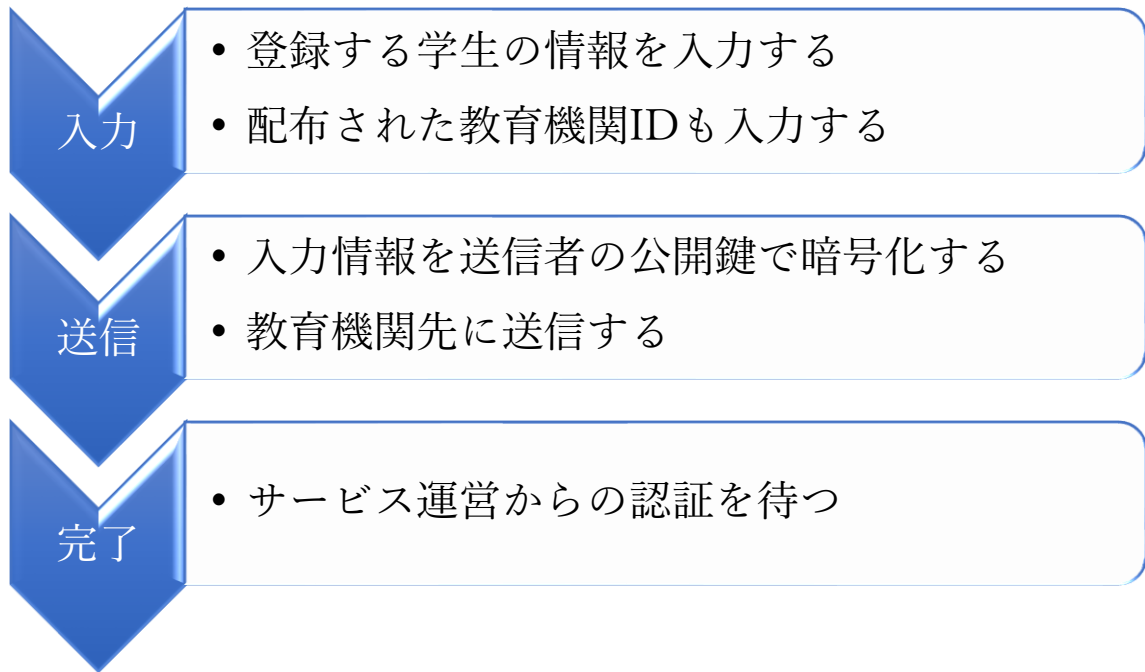 入力
• 登録する学生の情報を入力する
• 配布された教育機関IDも入力する
送信
• 入力情報を送信者の公開鍵で暗号化する
• 教育機関先に送信する
完了
• サービス運営からの認証を待つ